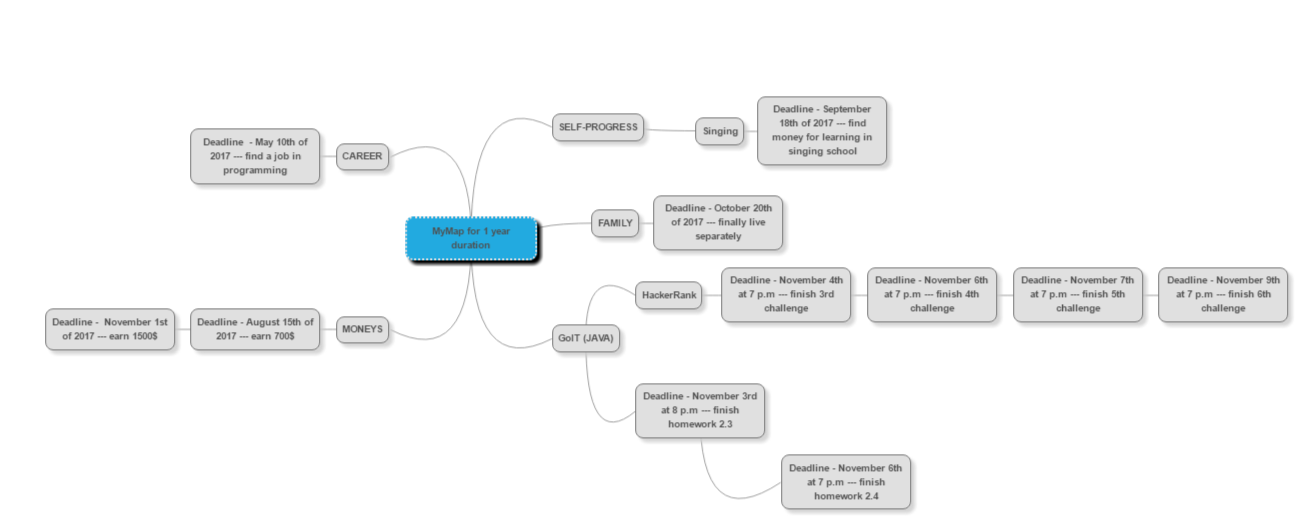 Deadline - September
18th of 2017 --- find
money for learning in
singing school
SELF-PROGRESS
Singing
Deadline - May 10th of
2017 --- find a job in
programming
CAREER
Deadline - October 20th
of 2017 --- finally live
separately
FAMILY
MyMap for 1 year
duration
HackerRank
Deadline - November 4th
at 7 p.m --- finish 3rd
challenge
Deadline - November 6th
at 7 p.m --- finish 4th
challenge
Deadline - November 7th
at 7 p.m --- finish 5th
challenge
Deadline - November 9th
at 7 p.m --- finish 6th
challenge
Deadline - November 1st
of 2017 --- earn 1500$
Deadline - August 15th of
2017 --- earn 700$
MONEYS
GoIT (JAVA)
Deadline - November 3rd
at 8 p.m --- finish
homework 2.3
Deadline - November 6th
at 7 p.m --- finish
homework 2.4